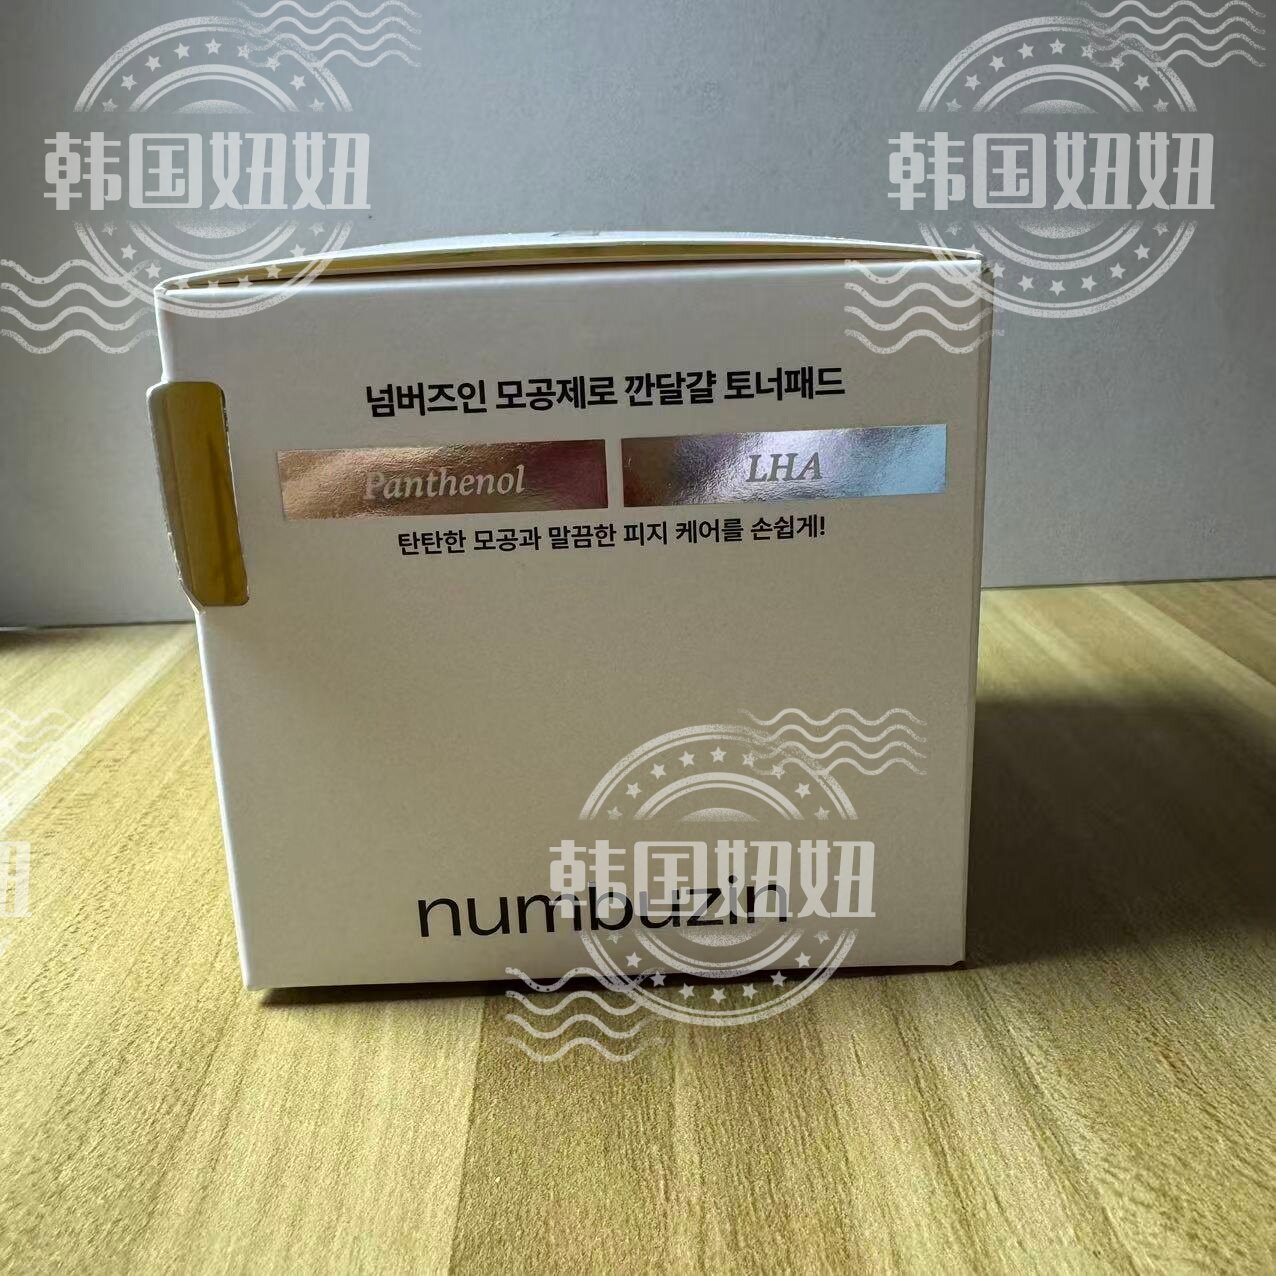 韩国妞妞
韩国妞妞
넘버즈인 모공제로 깐달걀 토너패드
Panthenol
LHA
탄탄한 모공과 말끔한 피지 케어를 손쉽게!
韩国妞妞
numbuzin